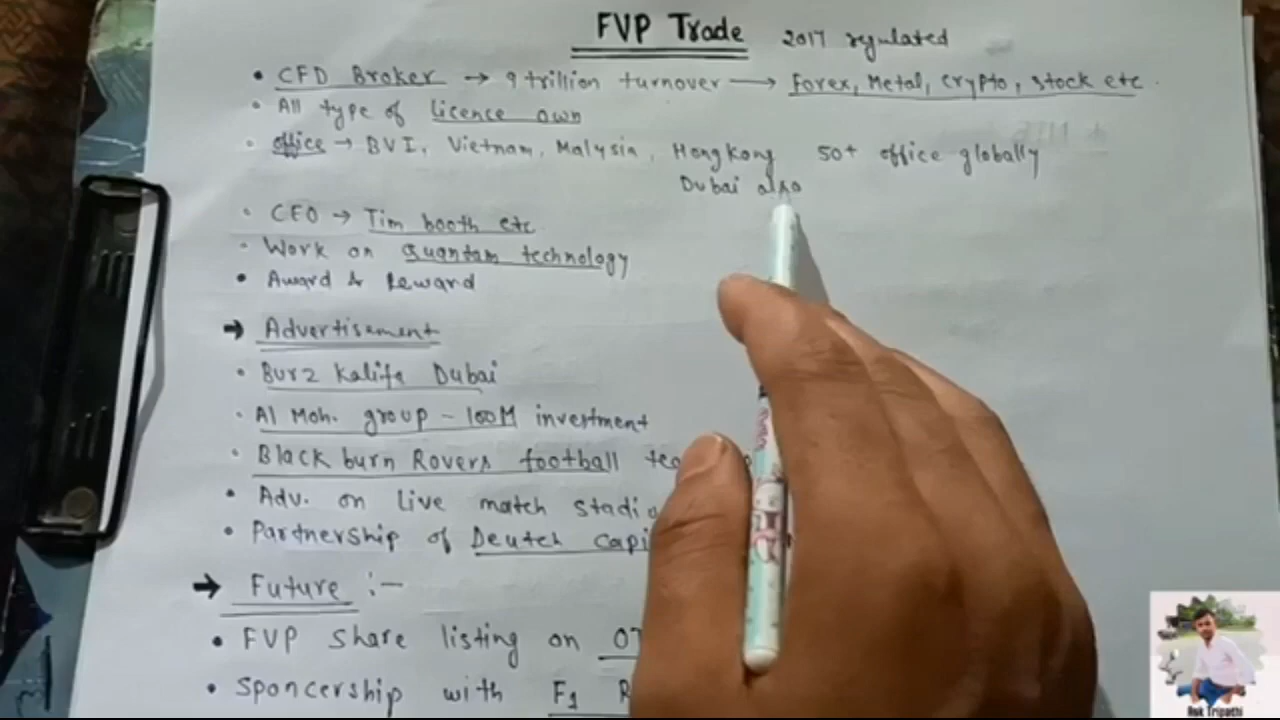 FVP Trade 2017 regulated
• CFD Broker → 9 trillion turnover → Forex, Metal, Crypto, Stock etc.
• All type of licence own
• office → BVI, Vietnam, Malysia, Hongkong 50+ office globally
Dubai also
• CEO → Tim booth etc
• Work on Quantam technology
• Award & Reward
→ Advertisement
• Burz Kalifa Dubai
• Al Moh. group - 100M investment
• Black burn Rovers football
• Adv. on live match
• Partnership of Deutch
→ Future :-
• FVP share listing on
• Sponcership with F1
Ask Tripathi